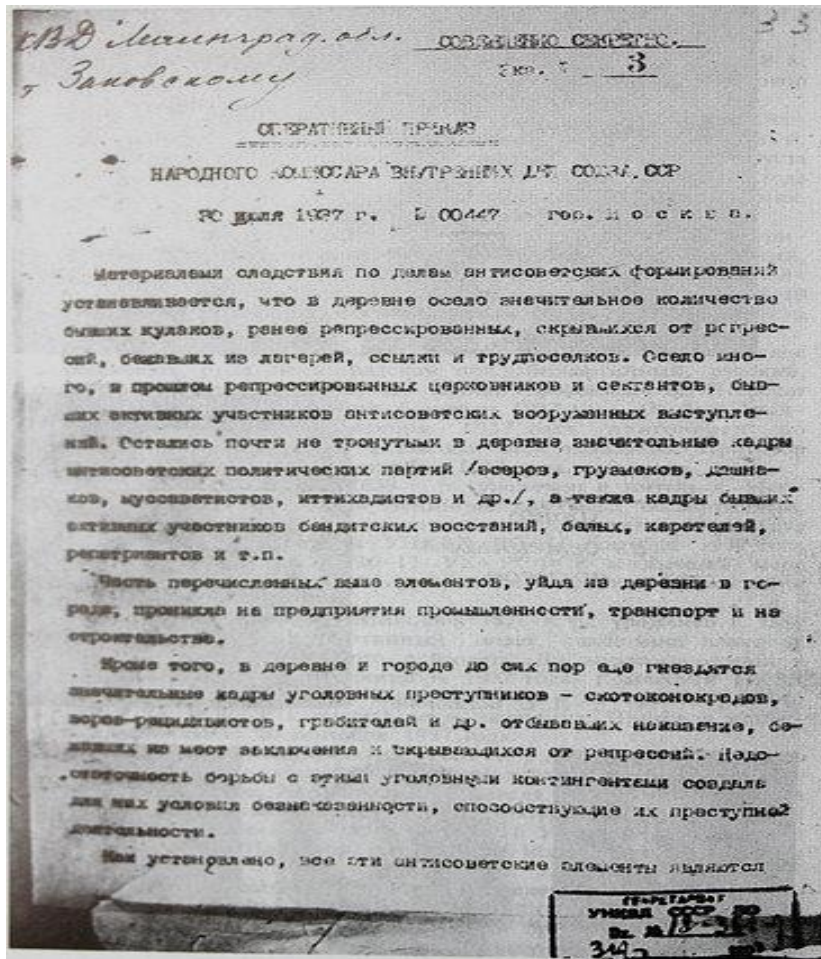 НКВД Ленинград. обл.
т Заковскому
СОВЕРШЕННО СЕКРЕТНО.
Экз. № 3
33
ОПЕРАТИВНЫЙ ПРИКАЗ
НАРОДНОГО КОМИССАРА ВНУТРЕННИХ ДЕЛ СОЮЗА ССР
30 июля 1937 г. № 00447 гор. М о с к в а.
Материалами следствия по делам антисоветских формирований
устанавливается, что в деревне осело значительное количество
бывших кулаков, ранее репрессированных, скрывшихся от репрес-
сий, бежавших из лагерей, ссылки и трудпоселков. Осело мно-
го, в прошлом репрессированных церковников и сектантов, быв-
ших активных участников антисоветских вооруженных выступле-
ний. Остались почти не тронутыми в деревне значительные кадры
антисоветских политических партий /эсеров, грузмеков, дашна-
ков, муссаватистов, иттихадистов и др./, а также кадры бывших
активных участников бандитских восстаний, белых, карателей,
репатриантов и т.п.
Часть перечисленных выше элементов, уйдя из деревни в го-
рода, проникла на предприятия промышленности, транспорт и на
строительство.
Кроме того, в деревне и городе до сих пор еще гнездятся
значительные кадры уголовных преступников – скотоконокрадов,
воров-рецидивистов, грабителей и др. отбывавших наказание, бе-
жавших из мест заключения и скрывающихся от репрессий. Недо-
статочность борьбы с этими уголовными контингентами создала
для них условия безнаказанности, способствующие их преступной
деятельности.
Как установлено, все эти антисоветские элементы являются
СЕКРЕТАРИАТ
УНКВД СССР ЛО
Вх. №